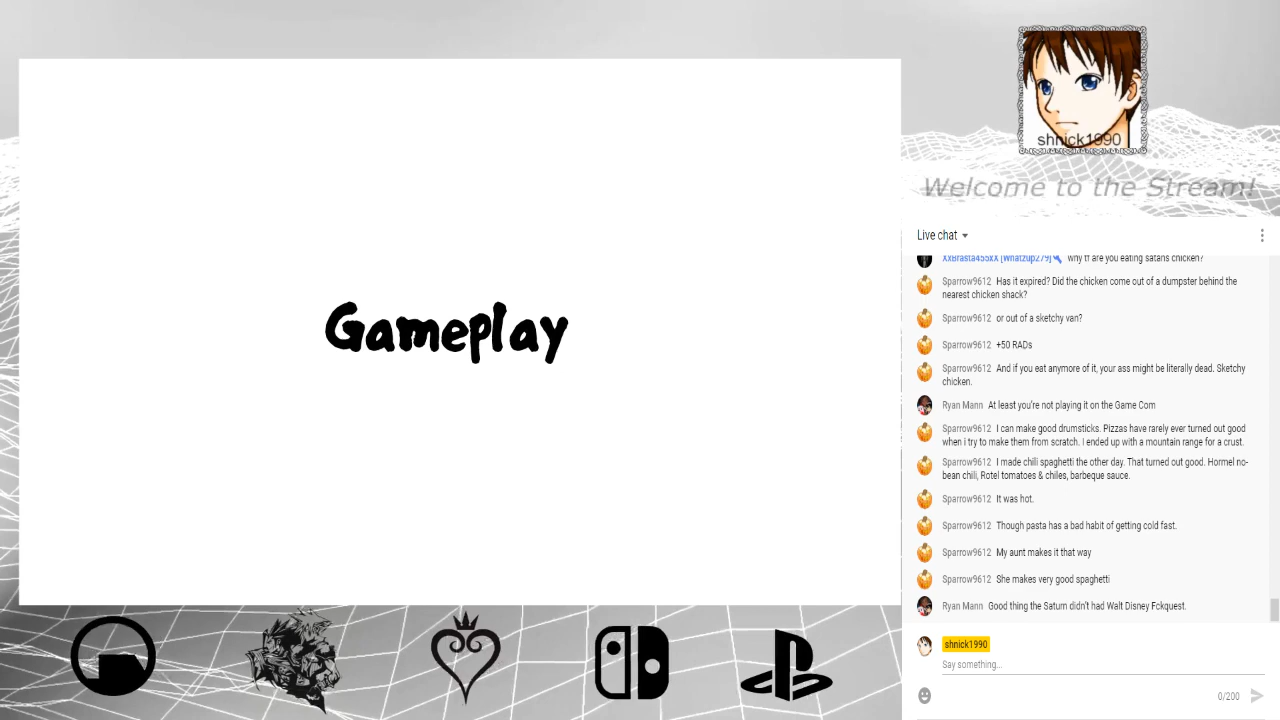 shnick1990
Welcome to the Stream!
Live chat
XxBrasta455xX [Whatzup279] why tf are you eating satans chicken?
Sparrow9612 Has it expired? Did the chicken come out of a dumpster behind the
nearest chicken shack?
Sparrow9612 or out of a sketchy van?
Sparrow9612 +50 RADs
Sparrow9612 And if you eat anymore of it, your ass might be literally dead. Sketchy
chicken.
Ryan Mann At least you're not playing it on the Game Com
Sparrow9612 I can make good drumsticks. Pizzas have rarely ever turned out good
when i try to make them from scratch. I ended up with a mountain range for a crust.
Sparrow9612 I made chili spaghetti the other day. That turned out good. Hormel no-
bean chili, Rotel tomatoes & chiles, barbeque sauce.
Sparrow9612 It was hot.
Sparrow9612 Though pasta has a bad habit of getting cold fast.
Sparrow9612 My aunt makes it that way
Sparrow9612 She makes very good spaghetti
Ryan Mann Good thing the Saturn didn't had Walt Disney Fckquest.
shnick1990
Say something...
0/200
Gameplay